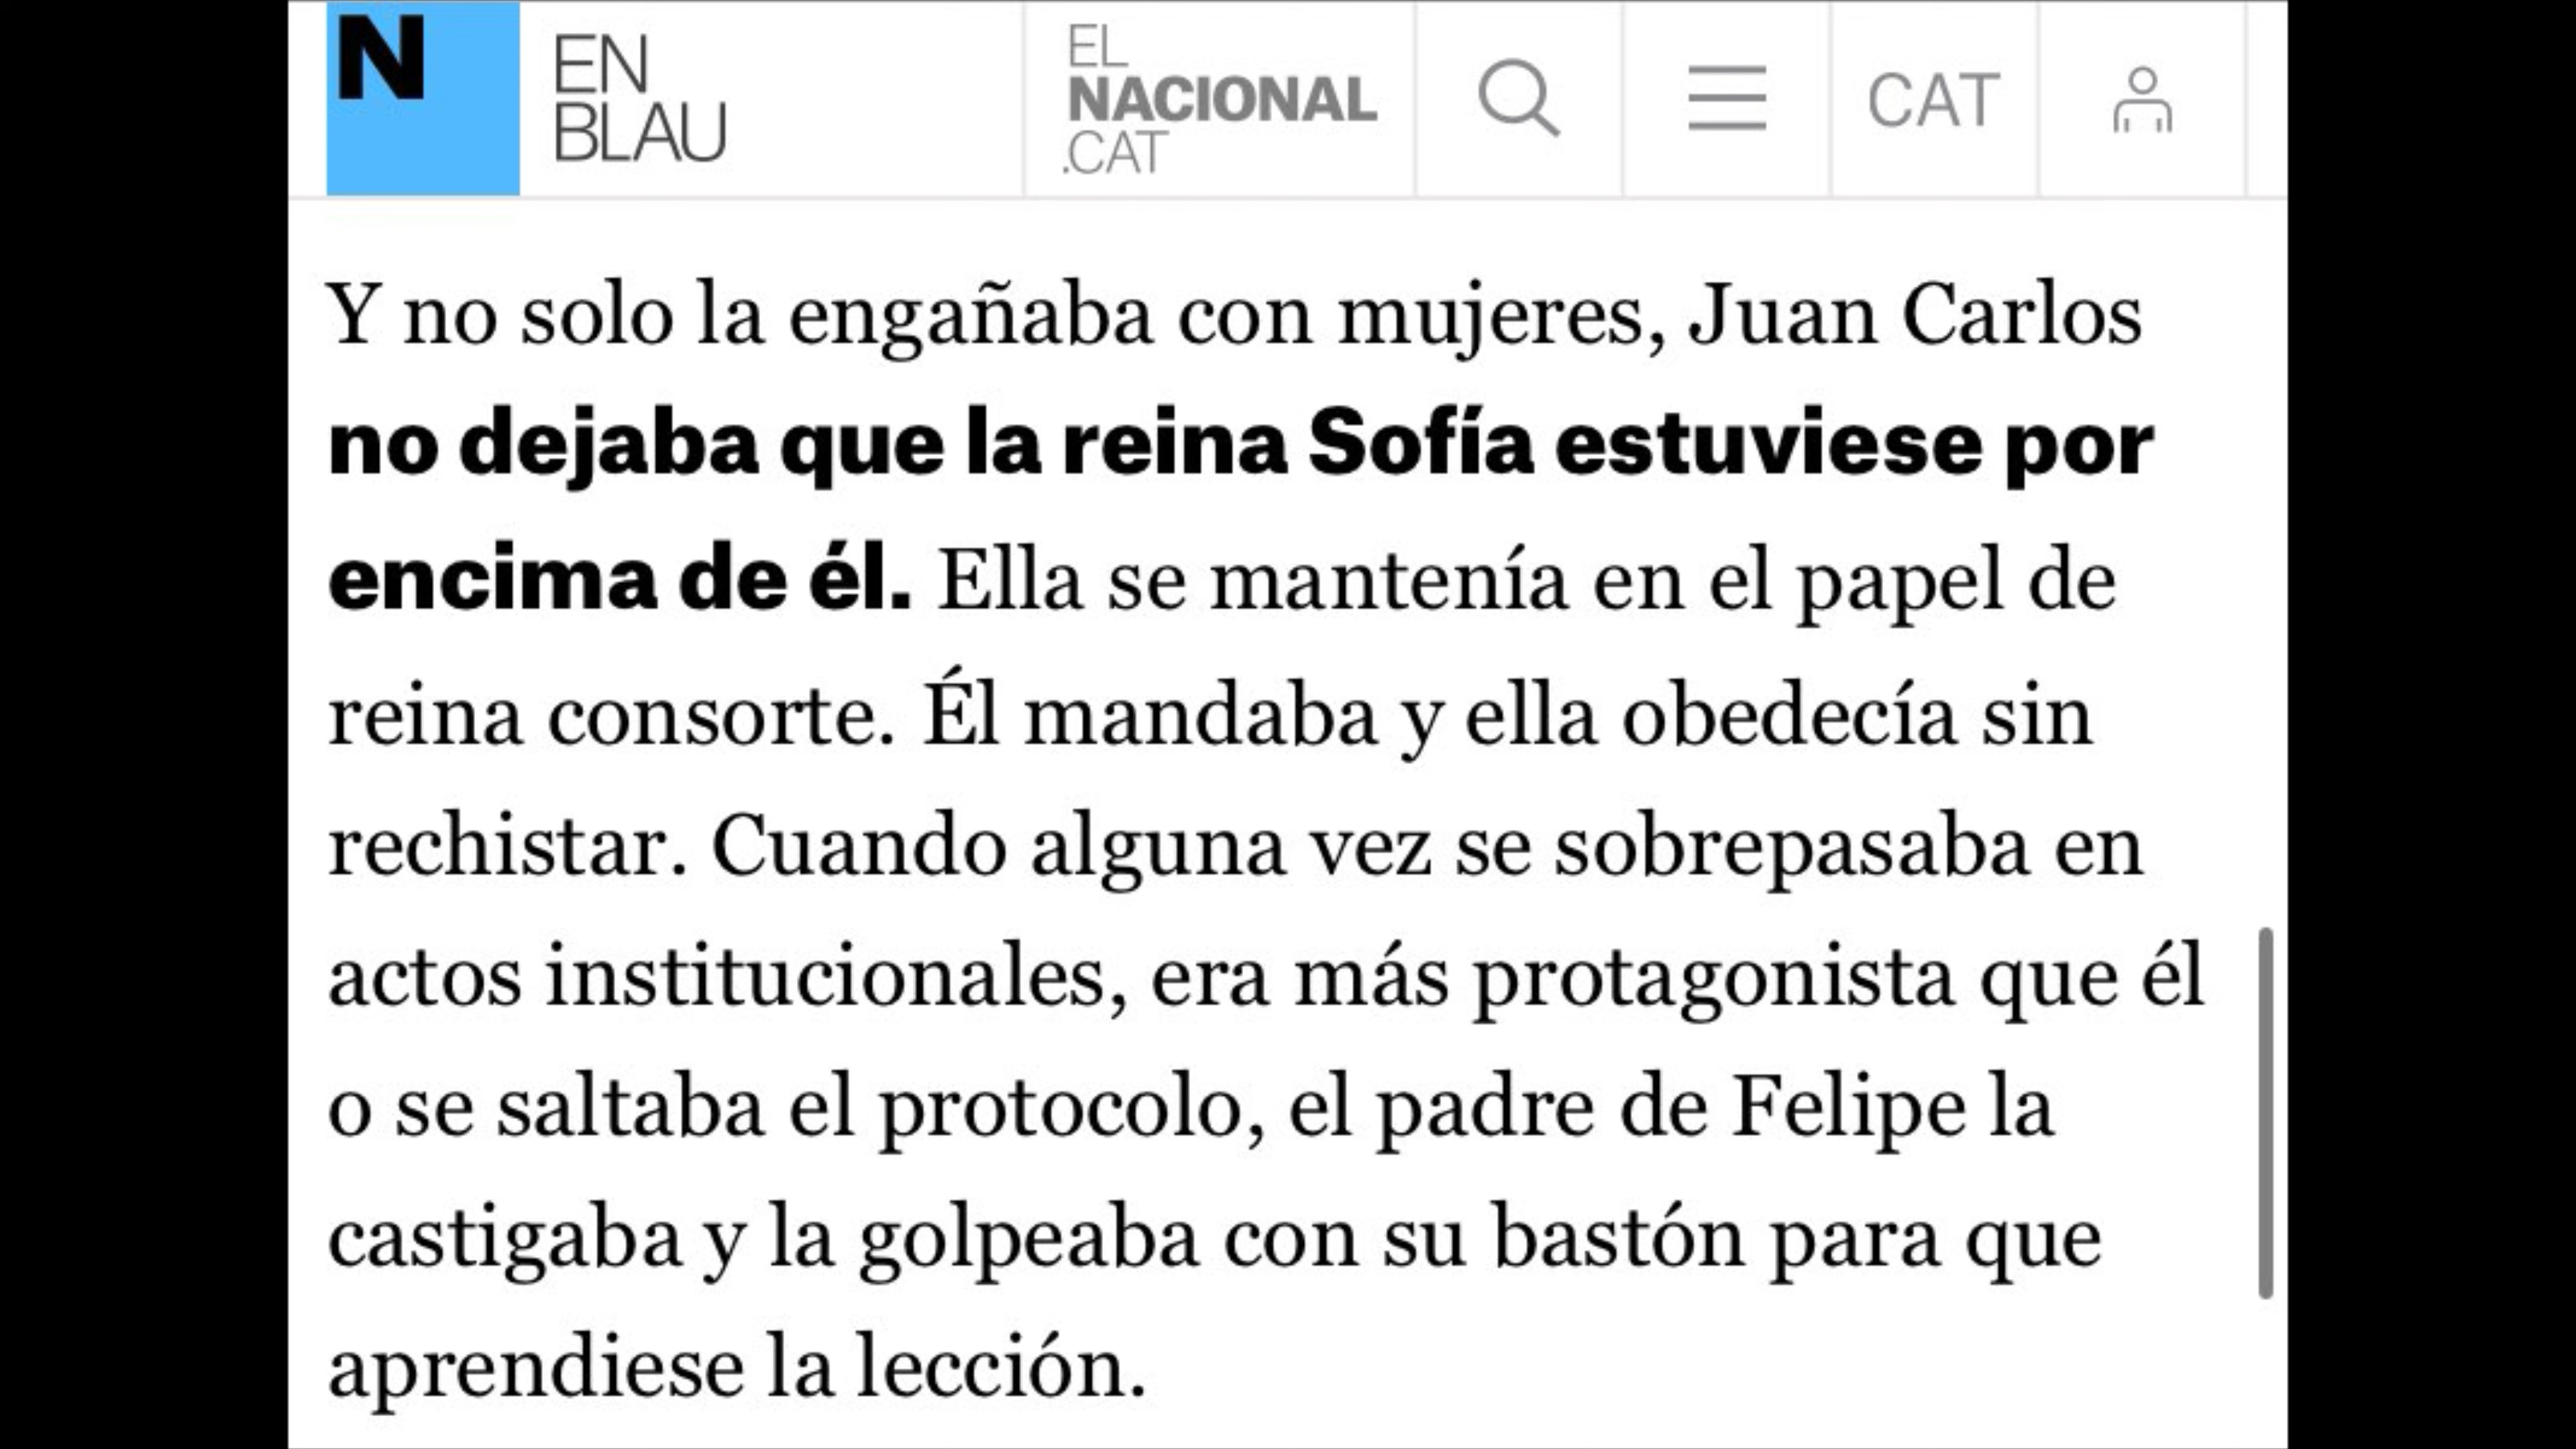 N
EN
BLAU
EL
NACIONAL
.CAT
CAT
Y no solo la engañaba con mujeres, Juan Carlos
no dejaba que la reina Sofía estuviese por
encima de él. Ella se mantenía en el papel de
reina consorte. Él mandaba y ella obedecía sin
rechistar. Cuando alguna vez se sobrepasaba en
actos institucionales, era más protagonista que él
o se saltaba el protocolo, el padre de Felipe la
castigaba y la golpeaba con su bastón para que
aprendiese la lección.